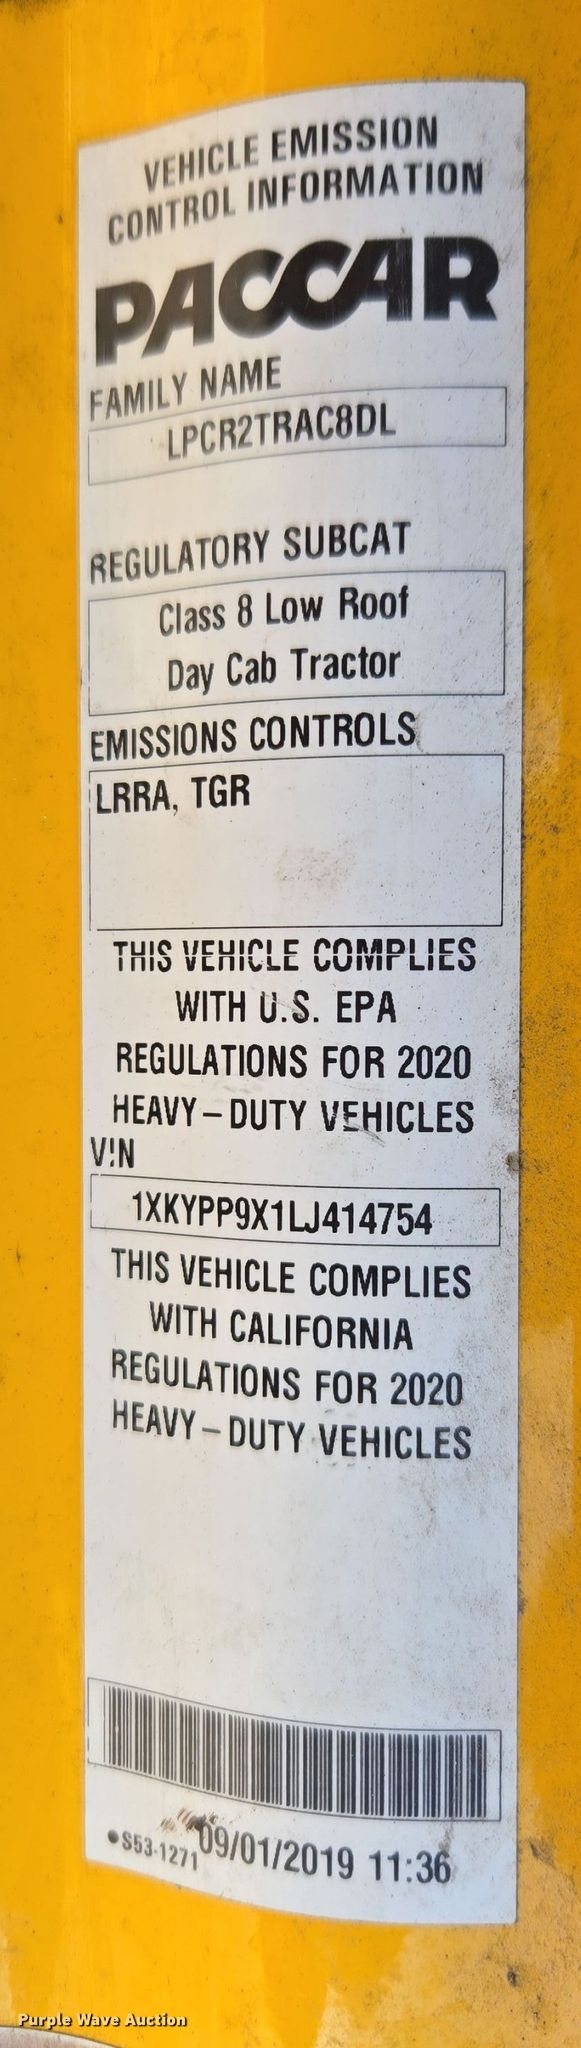 VEHICLE EMISSION
CONTROL INFORMATION
PACCAR
FAMILY NAME
LPCR2TRAC8DL
REGULATORY SUBCAT
Class 8 Low Roof
Day Cab Tractor
EMISSIONS CONTROLS
LRRA, TGR
THIS VEHICLE COMPLIES
WITH U.S. EPA
REGULATIONS FOR 2020
HEAVY-DUTY VEHICLES
VIN
1XKYPP9X1LJ414754
THIS VEHICLE COMPLIES
WITH CALIFORNIA
REGULATIONS FOR 2020
HEAVY-DUTY VEHICLES
•S53-1271 09/01/2019 11:36
Purple Wave Auction